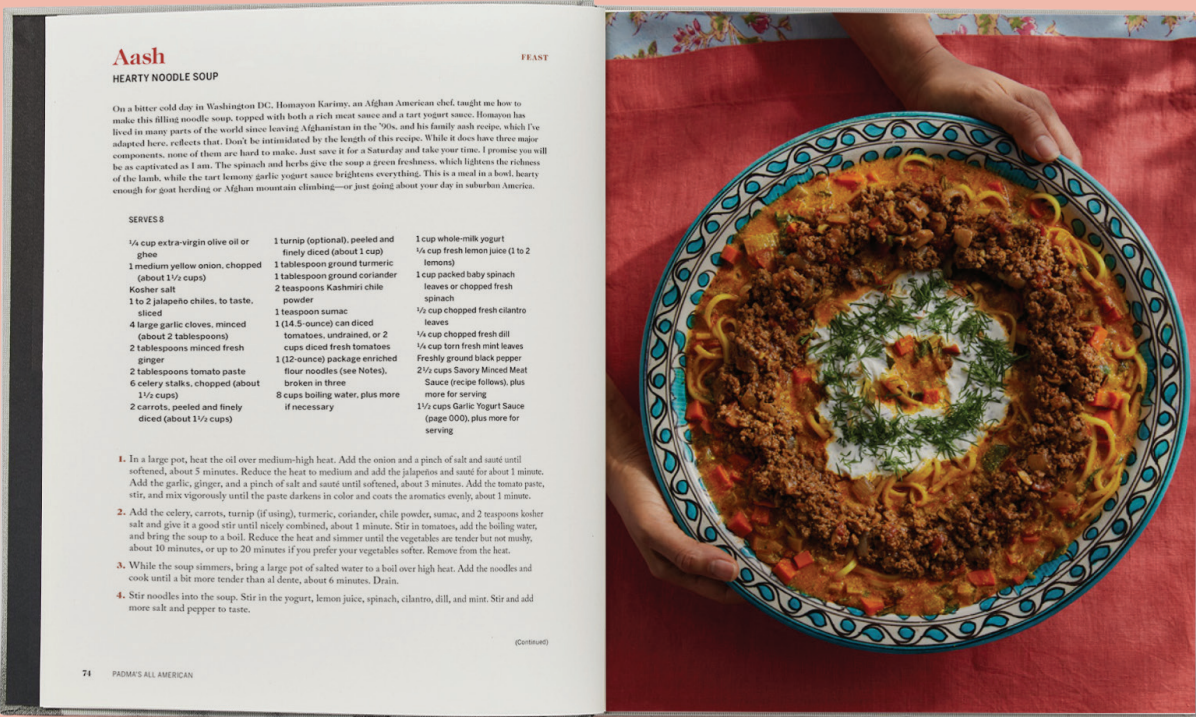 Aash
FEAST
HEARTY NOODLE SOUP
On a bitter cold day in Washington DC, Homayon Karimy, an Afghan American chef, taught me how to
make this filling noodle soup, topped with both a rich meat sauce and a tart yogurt sauce. Homayon has
lived in many parts of the world since leaving Afghanistan in the '90s, and his family aash recipe, which I've
adapted here, reflects that. Don't be intimidated by the length of this recipe. While it does have three major
components, none of them are hard to make. Just save it for a Saturday and take your time. I promise you will
be as captivated as I am. The spinach and herbs give the soup a green freshness, which lightens the richness
of the lamb, while the tart lemony garlic yogurt sauce brightens everything. This is a meal in a bowl, hearty
enough for goat herding or Afghan mountain climbing—or just going about your day in suburban America.
SERVES 8
1/4 cup extra-virgin olive oil or
ghee
1 medium yellow onion, chopped
(about 1 1/2 cups)
Kosher salt
1 to 2 jalapeño chiles, to taste,
sliced
4 large garlic cloves, minced
(about 2 tablespoons)
2 tablespoons minced fresh
ginger
2 tablespoons tomato paste
6 celery stalks, chopped (about
1 1/2 cups)
2 carrots, peeled and finely
diced (about 1 1/2 cups)
1 turnip (optional), peeled and
finely diced (about 1 cup)
1 tablespoon ground turmeric
1 tablespoon ground coriander
2 teaspoons Kashmiri chile
powder
1 teaspoon sumac
1 (14.5-ounce) can diced
tomatoes, undrained, or 2
cups diced fresh tomatoes
1 (12-ounce) package enriched
flour noodles (see Notes),
broken in three
8 cups boiling water, plus more
if necessary
1 cup whole-milk yogurt
1/4 cup fresh lemon juice (1 to 2
lemons)
1 cup packed baby spinach
leaves or chopped fresh
spinach
1/2 cup chopped fresh cilantro
leaves
1/4 cup chopped fresh dill
1/4 cup torn fresh mint leaves
Freshly ground black pepper
2 1/2 cups Savory Minced Meat
Sauce (recipe follows), plus
more for serving
1 1/2 cups Garlic Yogurt Sauce
(page 000), plus more for
serving
1. In a large pot, heat the oil over medium-high heat. Add the onion and a pinch of salt and sauté until
softened, about 5 minutes. Reduce the heat to medium and add the jalapeños and sauté for about 1 minute.
Add the garlic, ginger, and a pinch of salt and sauté until softened, about 3 minutes. Add the tomato paste,
stir, and mix vigorously until the paste darkens in color and coats the aromatics evenly, about 1 minute.
2. Add the celery, carrots, turnip (if using), turmeric, coriander, chile powder, sumac, and 2 teaspoons kosher
salt and give it a good stir until nicely combined, about 1 minute. Stir in tomatoes, add the boiling water,
and bring the soup to a boil. Reduce the heat and simmer until the vegetables are tender but not mushy,
about 10 minutes, or up to 20 minutes if you prefer your vegetables softer. Remove from the heat.
3. While the soup simmers, bring a large pot of salted water to a boil over high heat. Add the noodles and
cook until a bit more tender than al dente, about 6 minutes. Drain.
4. Stir noodles into the soup. Stir in the yogurt, lemon juice, spinach, cilantro, dill, and mint. Stir and add
more salt and pepper to taste.
(Continued)
74 PADMA'S ALL AMERICAN